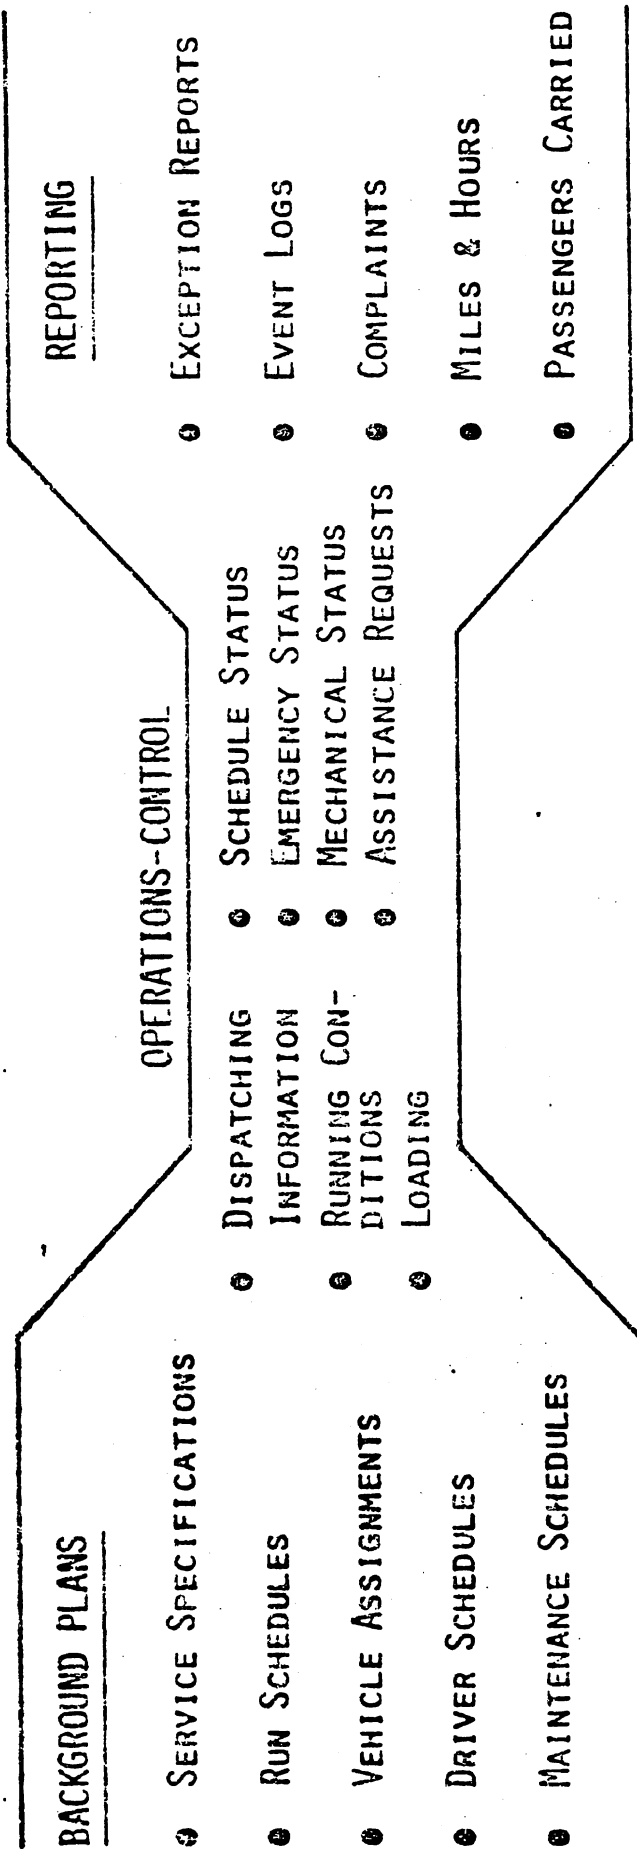 BACKGROUND PLANS
● SERVICE SPECIFICATIONS
● RUN SCHEDULES
● VEHICLE ASSIGNMENTS
● DRIVER SCHEDULES
● MAINTENANCE SCHEDULES
OPERATIONS-CONTROL
● DISPATCHING
INFORMATION
● RUNNING CON-
DITIONS
● LOADING
● SCHEDULE STATUS
● EMERGENCY STATUS
● MECHANICAL STATUS
● ASSISTANCE REQUESTS
REPORTING
● EXCEPTION REPORTS
● EVENT LOGS
● COMPLAINTS
● MILES & HOURS
● PASSENGERS CARRIED